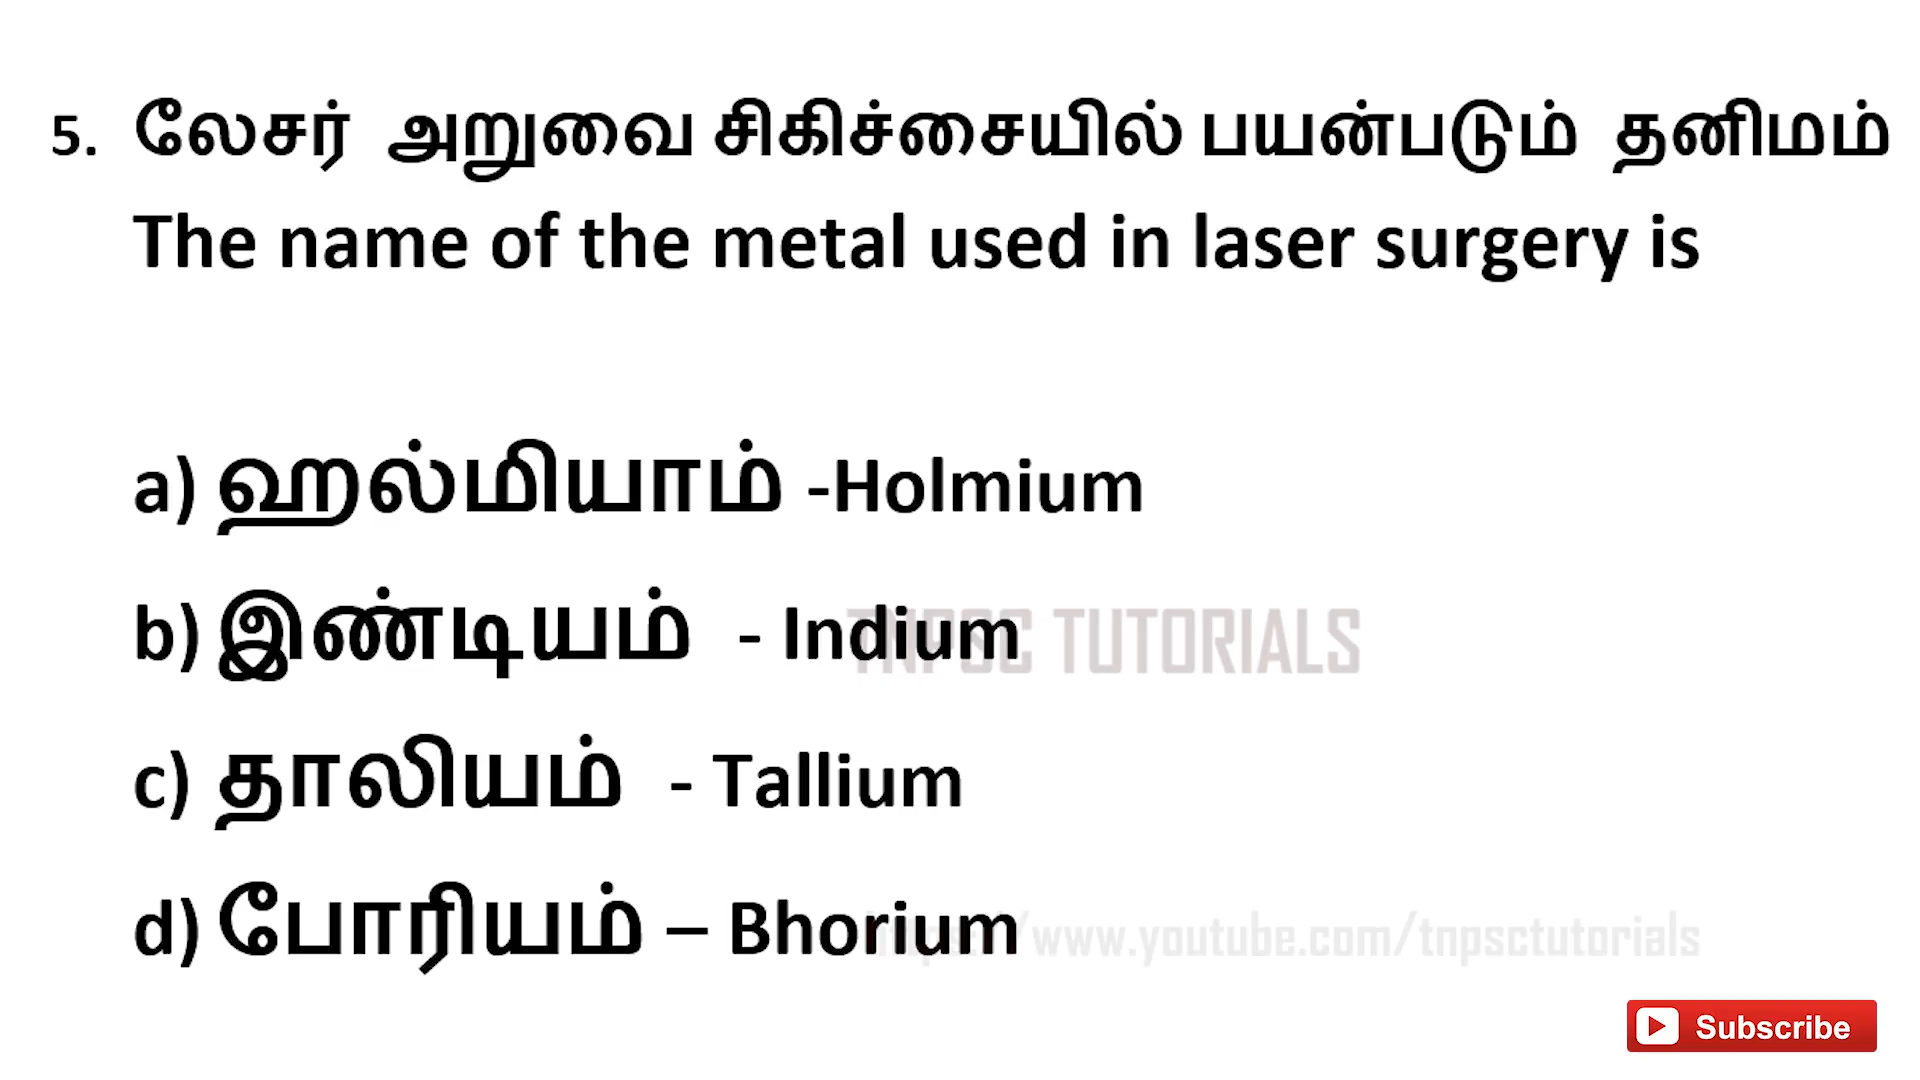 5. லேசர் அறுவை சிகிச்சையில் பயன்படும் தனிமம்
The name of the metal used in laser surgery is
a) ஹல்மியாம் -Holmium
b) இண்டியம் - Indium
TNPSC TUTORIALS
c) தாலியம் - Tallium
d) போரியம் – Bhorium
https://www.youtube.com/tnpsctutorials
Subscribe